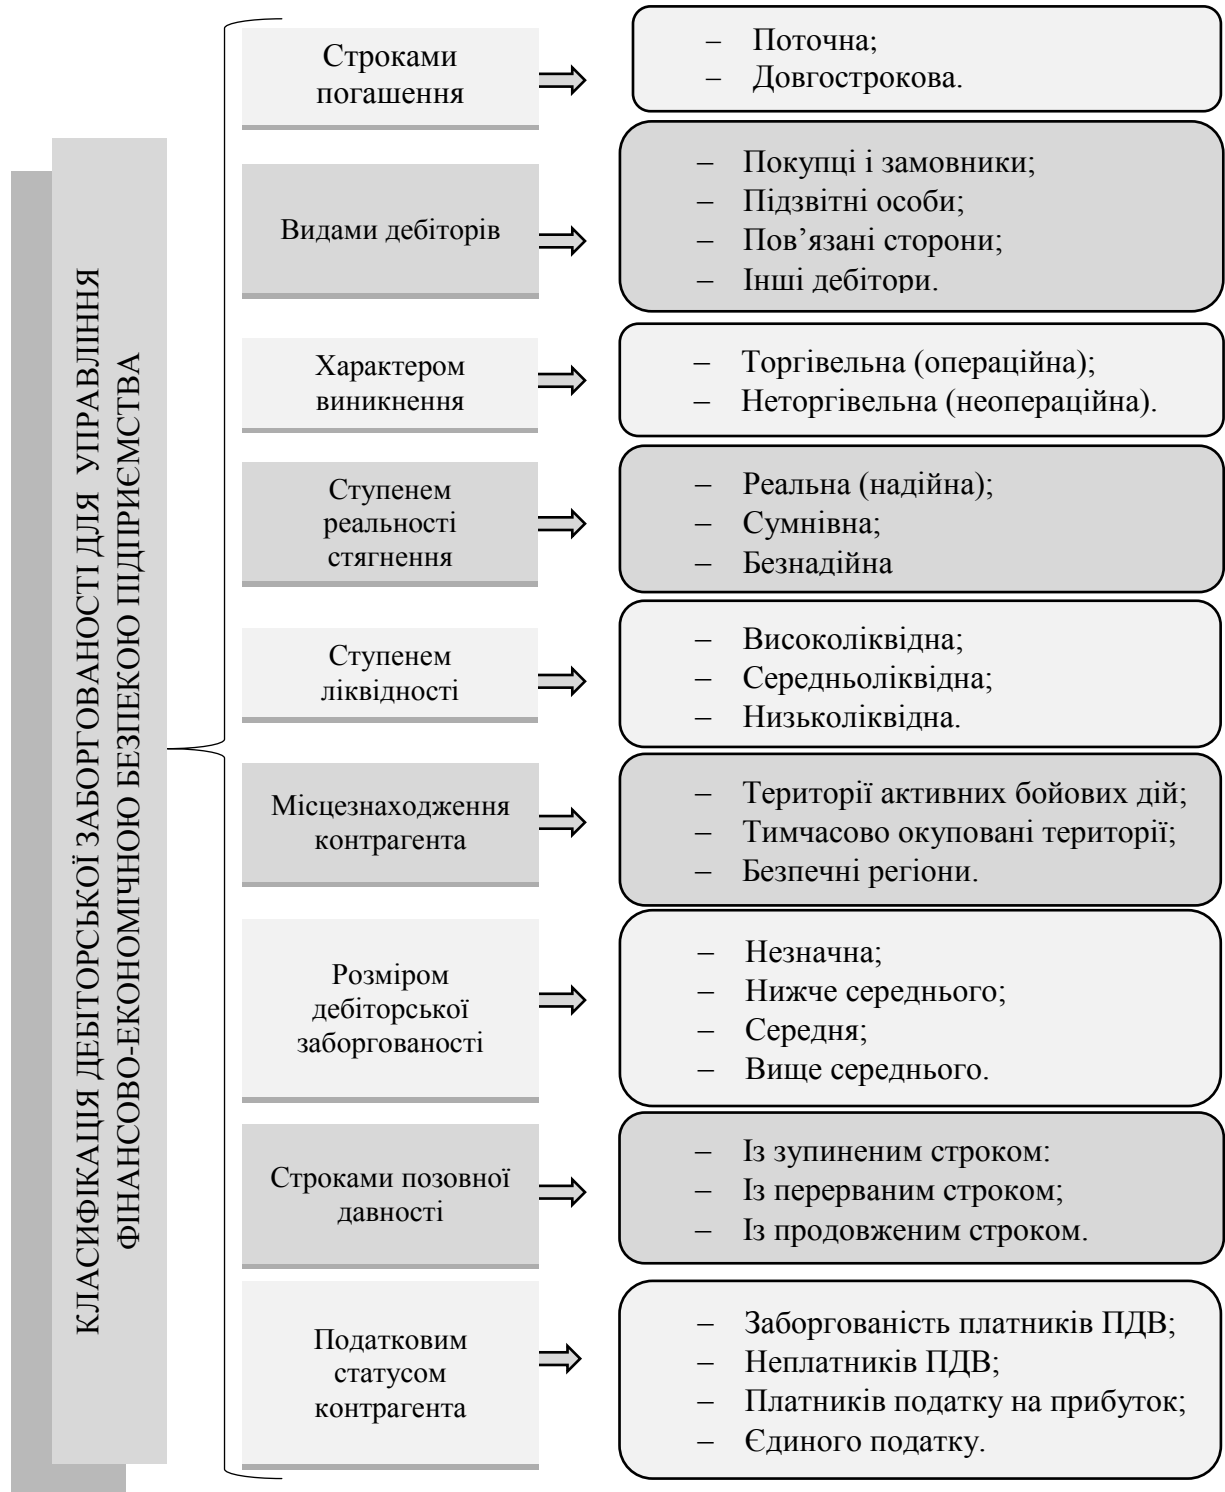 КЛАСИФІКАЦІЯ ДЕБІТОРСЬКОЇ ЗАБОРГОВАНОСТІ ДЛЯ УПРАВЛІННЯ
ФІНАНСОВО-ЕКОНОМІЧНОЮ БЕЗПЕКОЮ ПІДПРИЄМСТВА
Строками
погашення
– Поточна;
– Довгострокова.
Видами дебіторів
– Покупці і замовники;
– Підзвітні особи;
– Пов’язані сторони;
– Інші дебітори.
Характером
виникнення
– Торгівельна (операційна);
– Неторгівельна (неопераційна).
Ступенем
реальності
стягнення
– Реальна (надійна);
– Сумнівна;
– Безнадійна
Ступенем
ліквідності
– Високоліквідна;
– Середньоліквідна;
– Низьколіквідна.
Місцезнаходження
контрагента
– Території активних бойових дій;
– Тимчасово окуповані території;
– Безпечні регіони.
Розміром
дебіторської
заборгованості
– Незначна;
– Нижче середнього;
– Середня;
– Вище середнього.
Строками позовної
давності
– Із зупиненим строком:
– Із перерваним строком;
– Із продовженим строком.
Податковим
статусом
контрагента
– Заборгованість платників ПДВ;
– Неплатників ПДВ;
– Платників податку на прибуток;
– Єдиного податку.